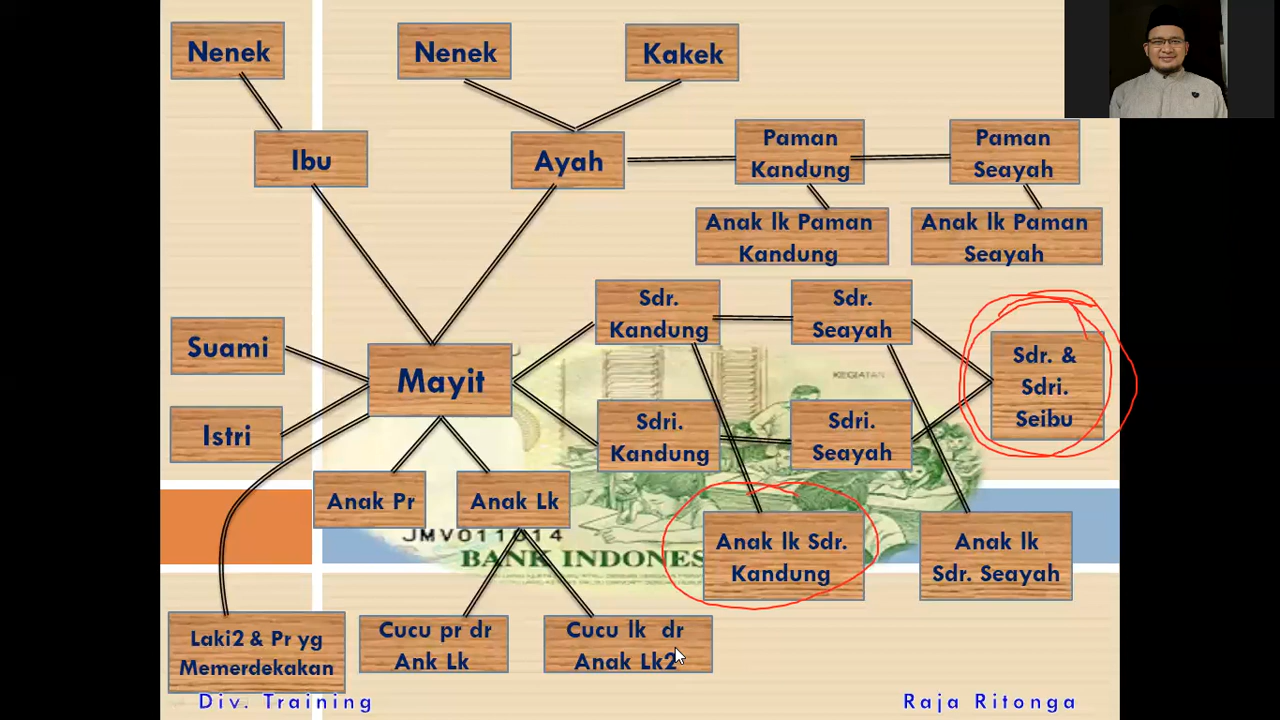 Nenek
Nenek
Kakek
Ibu
Ayah
Paman
Kandung
Paman
Seayah
Anak lk Paman
Kandung
Anak lk Paman
Seayah
Suami
Istri
Mayit
Sdr.
Kandung
Sdr.
Seayah
Sdr. &
Sdri.
Seibu
KEGIATAN
Sdri.
Kandung
Sdri.
Seayah
Anak Pr
Anak Lk
JMV011014
BANK INDONES
Anak lk Sdr.
Kandung
Anak lk
Sdr. Seayah
Laki2 & Pr yg
Memerdekakan
Cucu pr dr
Ank Lk
Cucu lk dr
Anak Lk2
Div. Training
Raja Ritonga